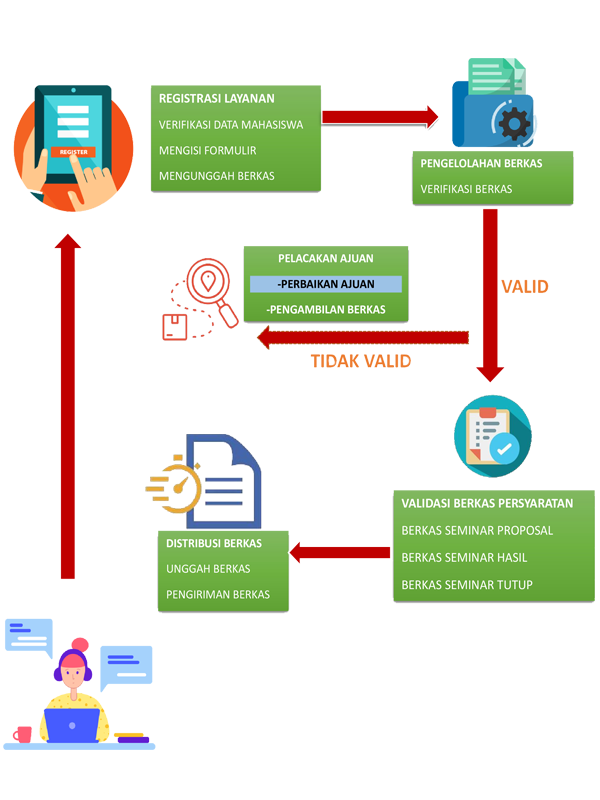 REGISTER
REGISTRASI LAYANAN
VERIFIKASI DATA MAHASISWA
MENGISI FORMULIR
MENGUNGGAH BERKAS
PENGELOLAHAN BERKAS
VERIFIKASI BERKAS
VALID
PELACAKAN AJUAN
-PERBAIKAN AJUAN
-PENGAMBILAN BERKAS
TIDAK VALID
VALIDASI BERKAS PERSYARATAN
BERKAS SEMINAR PROPOSAL
BERKAS SEMINAR HASIL
BERKAS SEMINAR TUTUP
DISTRIBUSI BERKAS
UNGGAH BERKAS
PENGIRIMAN BERKAS